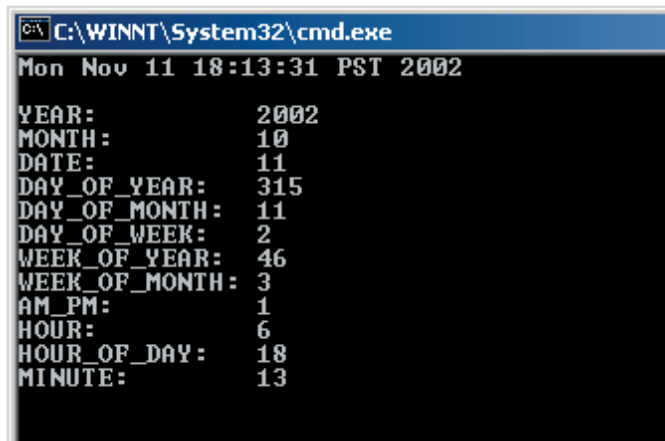 C:\WINNT\System32\cmd.exe
Mon Nov 11 18:13:31 PST 2002
YEAR: 2002
MONTH: 10
DATE: 11
DAY_OF_YEAR: 315
DAY_OF_MONTH: 11
DAY_OF_WEEK: 2
WEEK_OF_YEAR: 46
WEEK_OF_MONTH: 3
AM_PM: 1
HOUR: 6
HOUR_OF_DAY: 18
MINUTE: 13